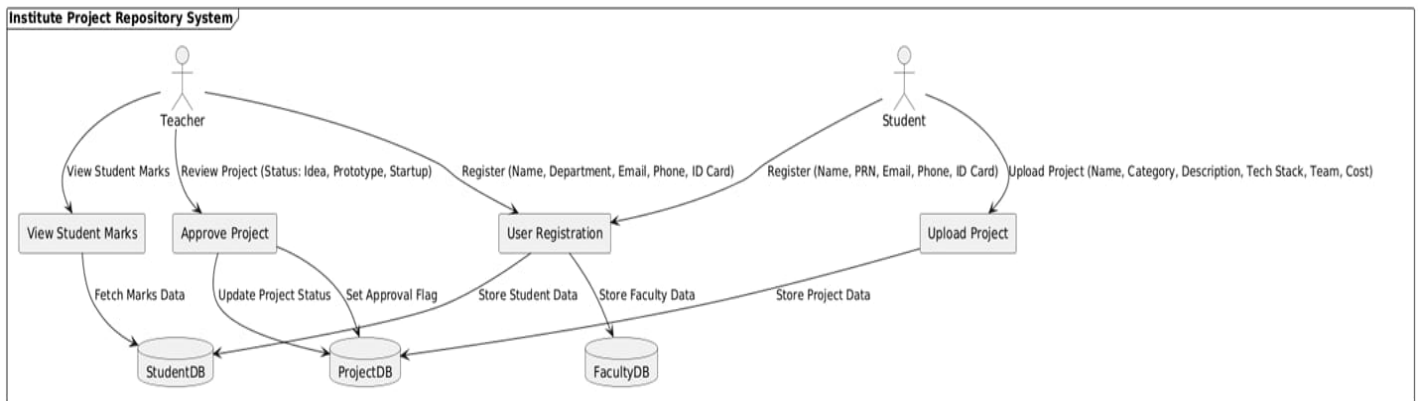 Institute Project Repository System
Teacher
Student
View Student Marks
Review Project (Status: Idea, Prototype, Startup)
Register (Name, Department, Email, Phone, ID Card)
Register (Name, PRN, Email, Phone, ID Card)
Upload Project (Name, Category, Description, Tech Stack, Team, Cost)
View Student Marks
Approve Project
User Registration
Upload Project
Fetch Marks Data
Update Project Status
Set Approval Flag
Store Student Data
Store Faculty Data
Store Project Data
StudentDB
ProjectDB
FacultyDB